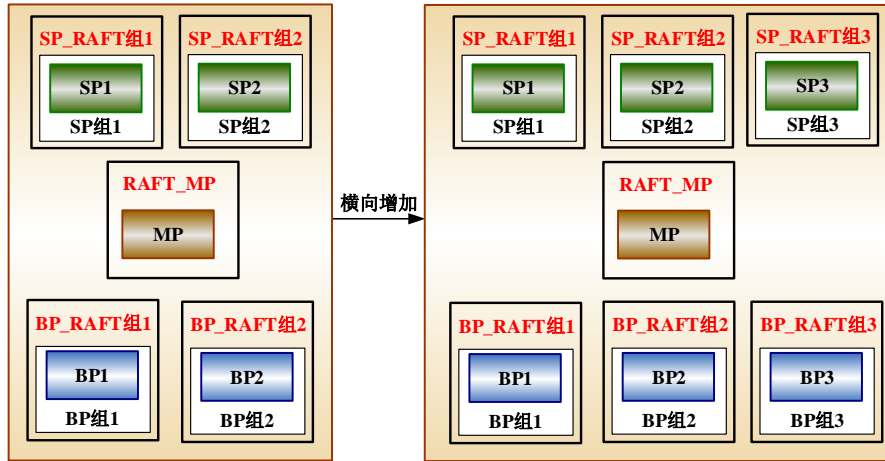 SP_RAFT组1
SP1
SP组1
SP_RAFT组2
SP2
SP组2
RAFT_MP
MP
BP_RAFT组1
BP1
BP组1
BP_RAFT组2
BP2
BP组2
横向增加
SP_RAFT组1
SP1
SP组1
SP_RAFT组2
SP2
SP组2
SP_RAFT组3
SP3
SP组3
RAFT_MP
MP
BP_RAFT组1
BP1
BP组1
BP_RAFT组2
BP2
BP组2
BP_RAFT组3
BP3
BP组3